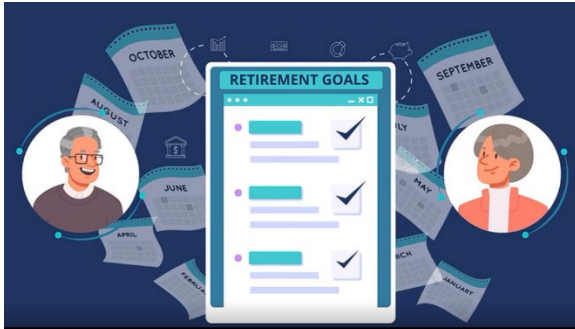 OCTOBER
SEPTEMBER
RETIREMENT GOALS
AUGUST
JUNE
MAY
APRIL
JANUARY
$